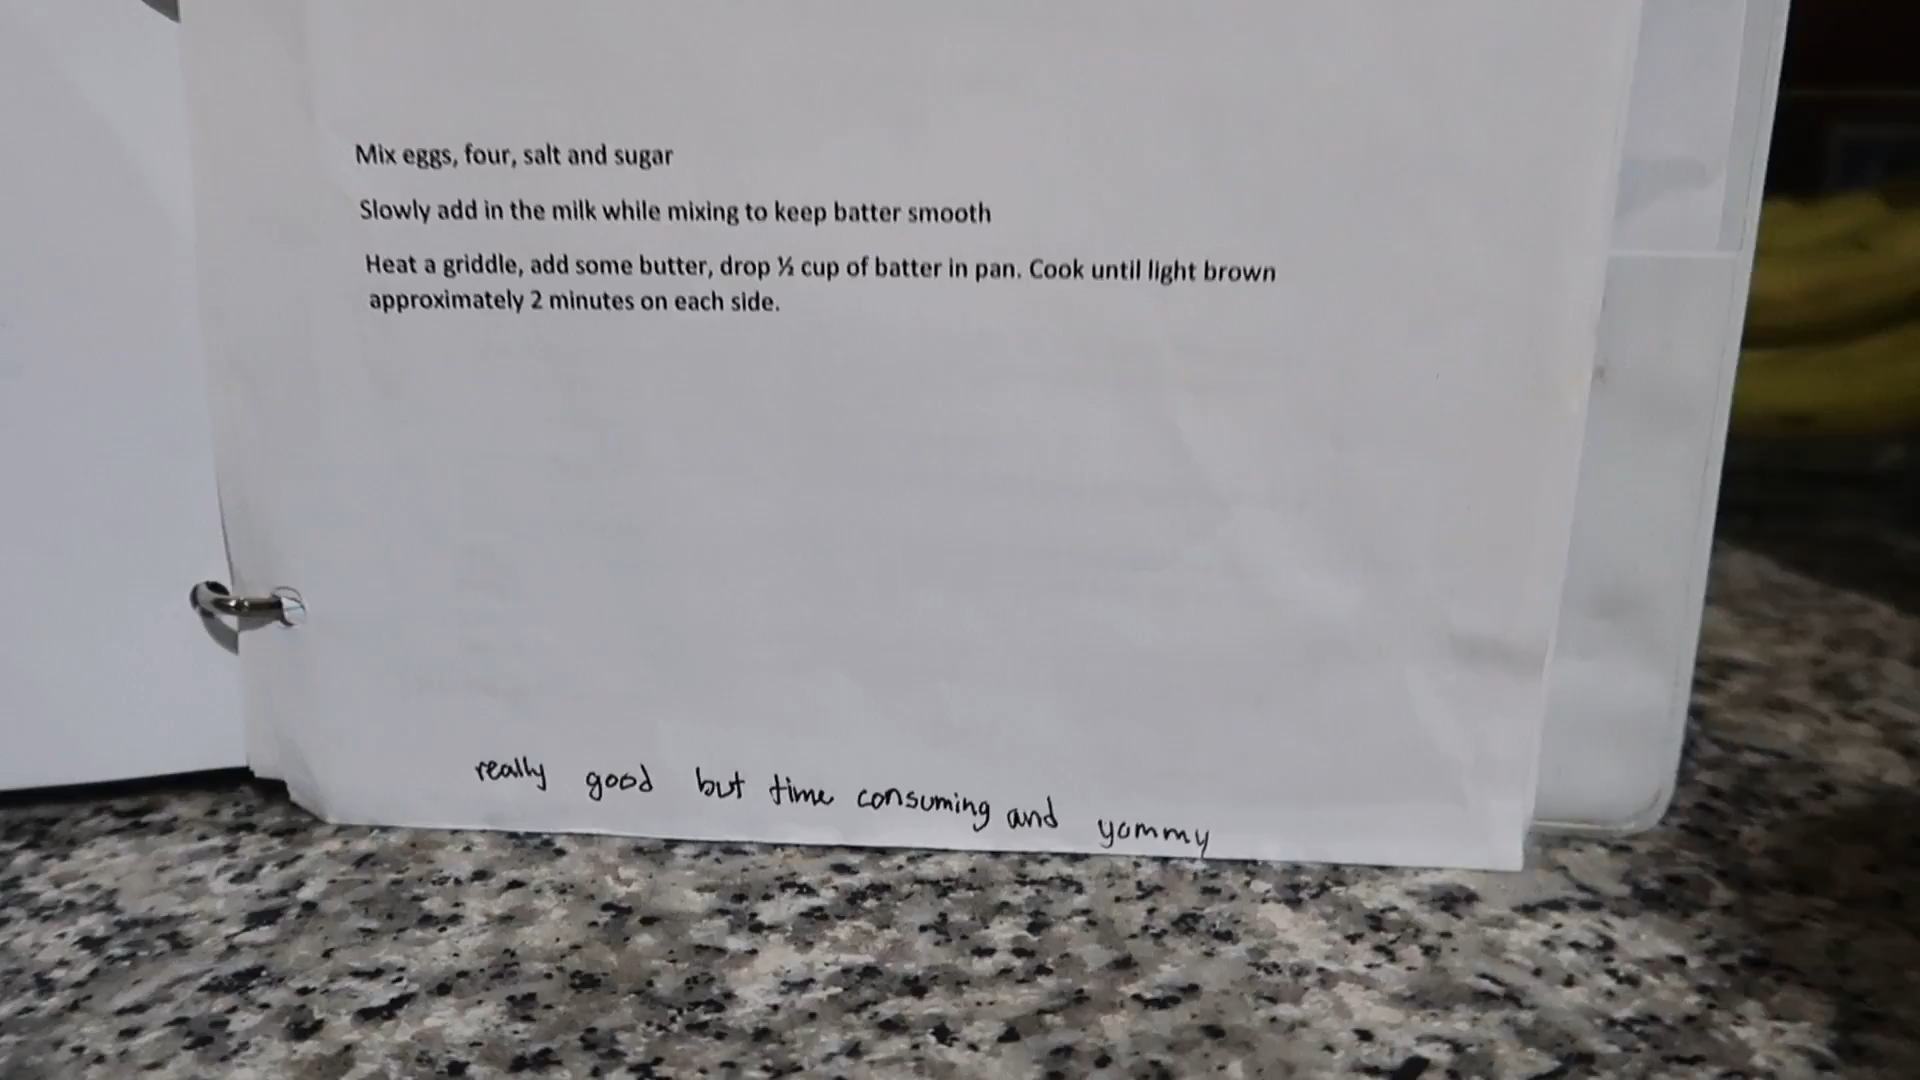 Mix eggs, four, salt and sugar
Slowly add in the milk while mixing to keep batter smooth
Heat a griddle, add some butter, drop ½ cup of batter in pan. Cook until light brown
approximately 2 minutes on each side.
really good but time consuming and yommy